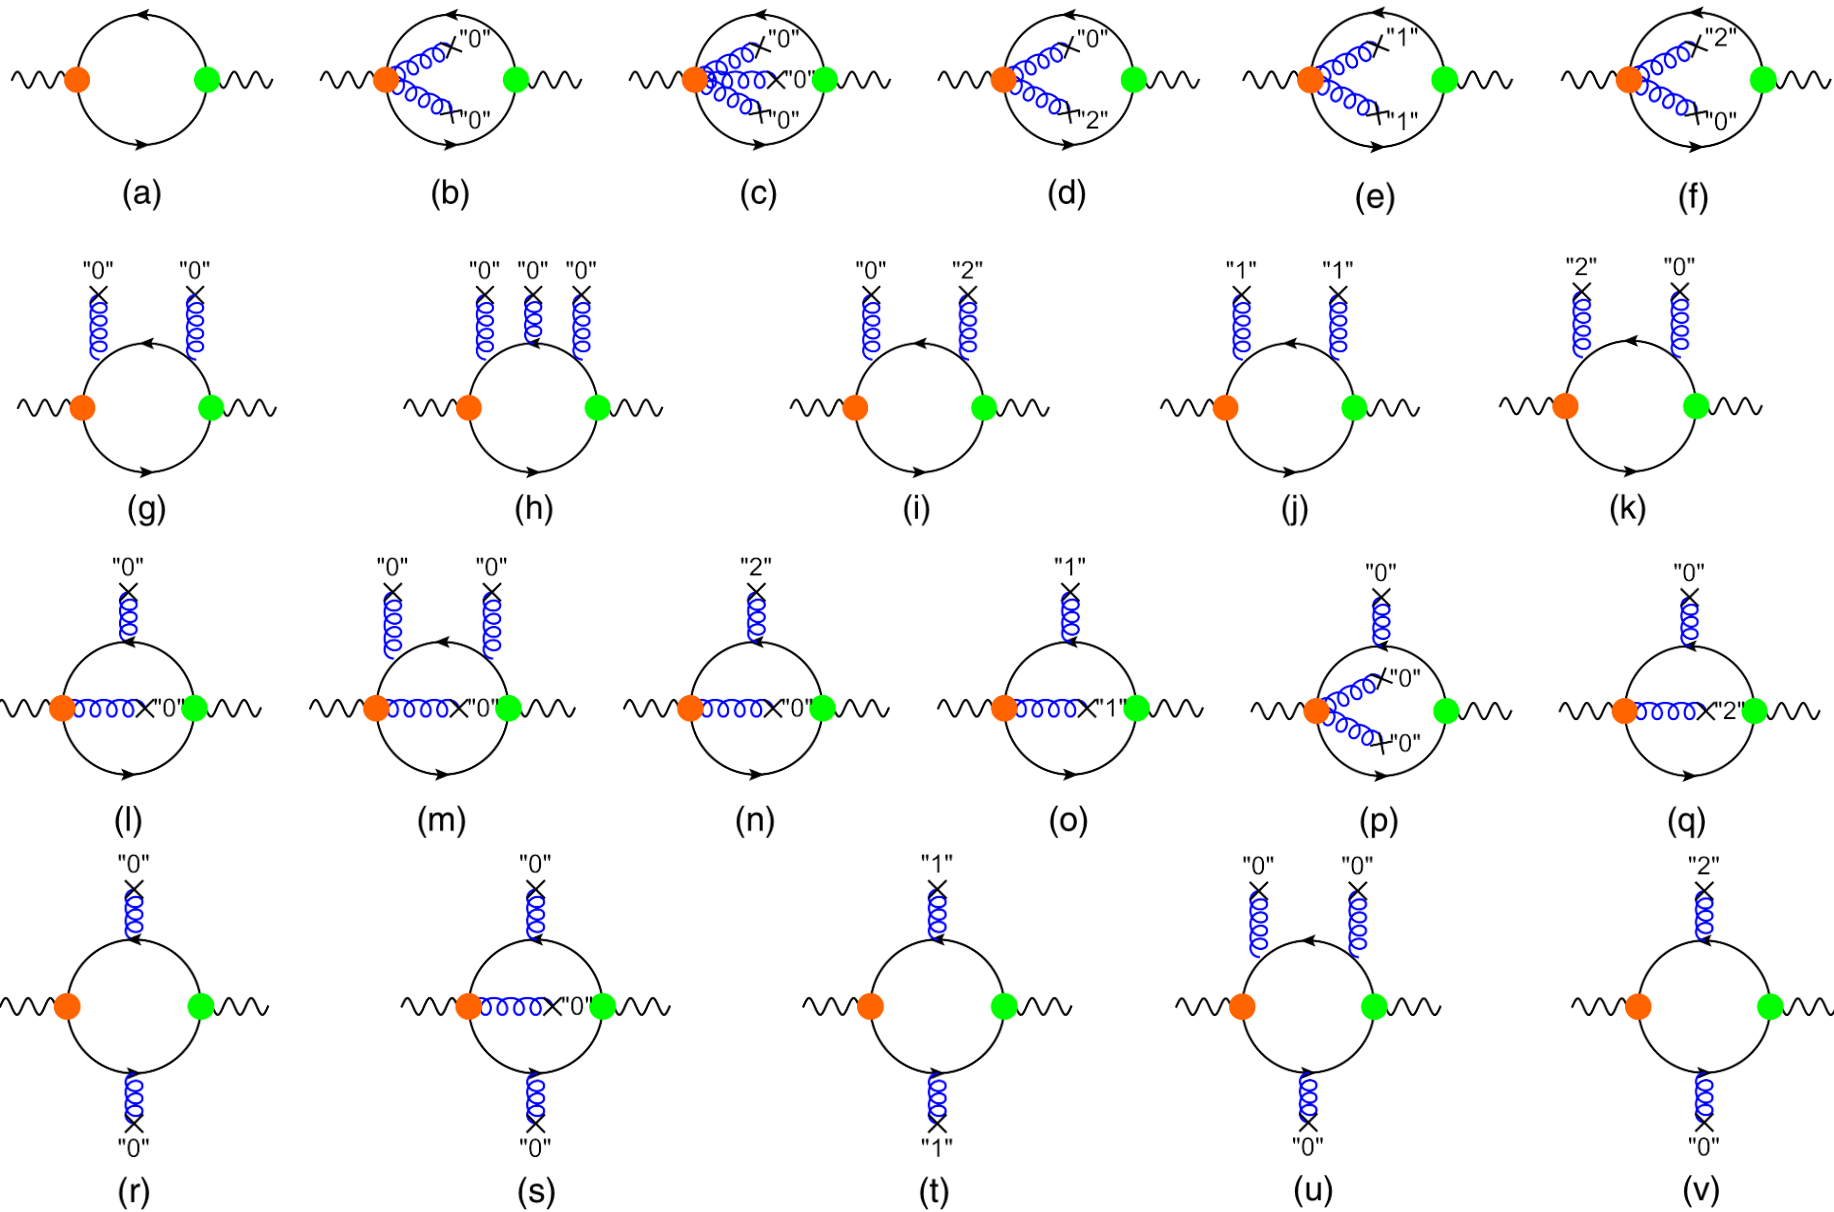 "0" "0" "0" "1" "2"
"0"
"0" "0" "2" "1" "0"
(a) (b) (c) (d) (e) (f)
"0" "0" "0" "0" "0" "0" "2" "1" "1" "2" "0"
(g) (h) (i) (j) (k)
"0" "0" "0" "2" "1" "0" "0"
"0" "0" "0" "1" "0" "2"
"0"
(l) (m) (n) (o) (p) (q)
"0" "0" "1" "0" "0" "2"
"0"
"0" "0" "1" "0" "0"
(r) (s) (t) (u) (v)